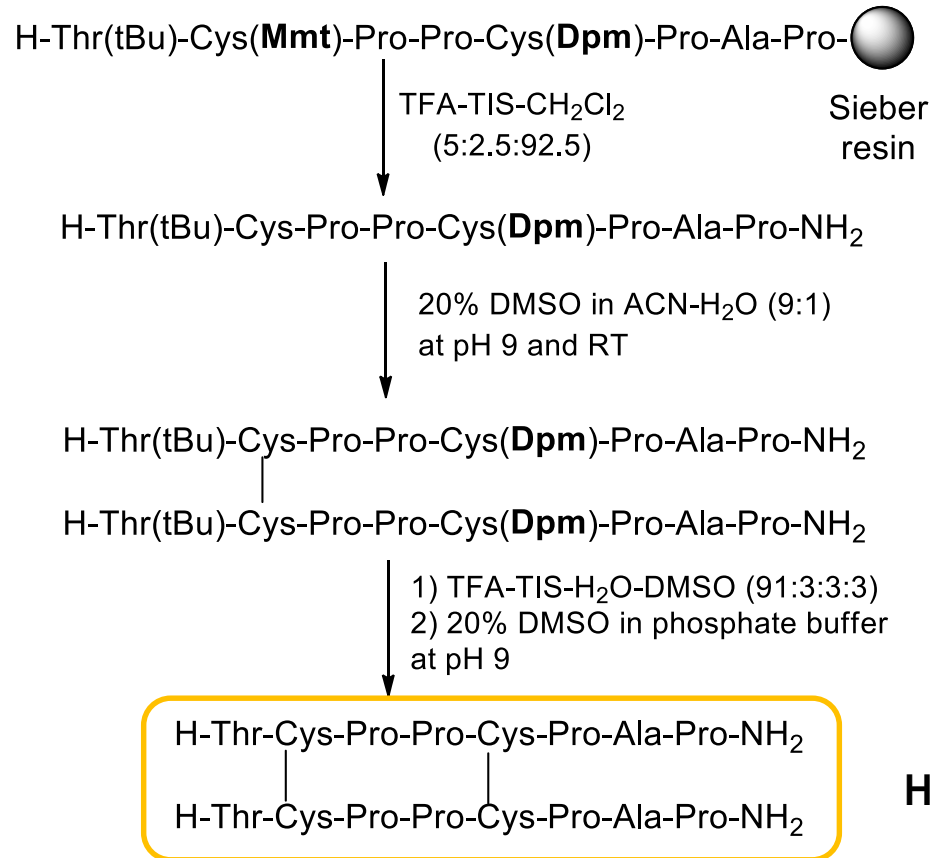 H-Thr(tBu)-Cys(Mmt)-Pro-Pro-Cys(Dpm)-Pro-Ala-Pro-
TFA-TIS-CH₂Cl₂
(5:2.5:92.5)
Sieber
resin
H-Thr(tBu)-Cys-Pro-Pro-Cys(Dpm)-Pro-Ala-Pro-NH₂
20% DMSO in ACN-H₂O (9:1)
at pH 9 and RT
H-Thr(tBu)-Cys-Pro-Pro-Cys(Dpm)-Pro-Ala-Pro-NH₂
H-Thr(tBu)-Cys-Pro-Pro-Cys(Dpm)-Pro-Ala-Pro-NH₂
1) TFA-TIS-H₂O-DMSO (91:3:3:3)
2) 20% DMSO in phosphate buffer
at pH 9
H-Thr-Cys-Pro-Pro-Cys-Pro-Ala-Pro-NH₂
H
H-Thr-Cys-Pro-Pro-Cys-Pro-Ala-Pro-NH₂